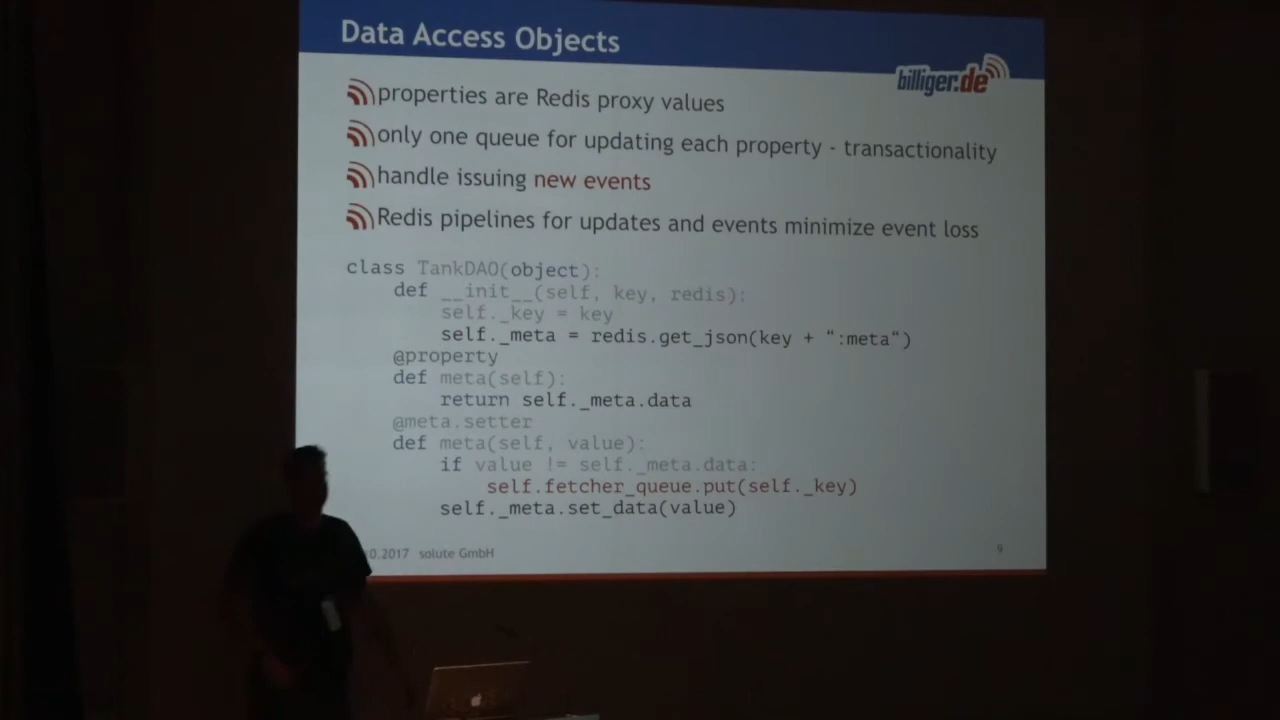 Data Access Objects
billiger.de
properties are Redis proxy values
only one queue for updating each property - transactionality
handle issuing new events
Redis pipelines for updates and events minimize event loss
class TankDAO(object):
def __init__(self, key, redis):
self._key = key
self._meta = redis.get_json(key + “:meta“)
@property
def meta(self):
return self._meta.data
@meta.setter
def meta(self, value):
if value != self._meta.data:
self.fetcher_queue.put(self._key)
self._meta.set_data(value)
0.2017 solute GmbH
9